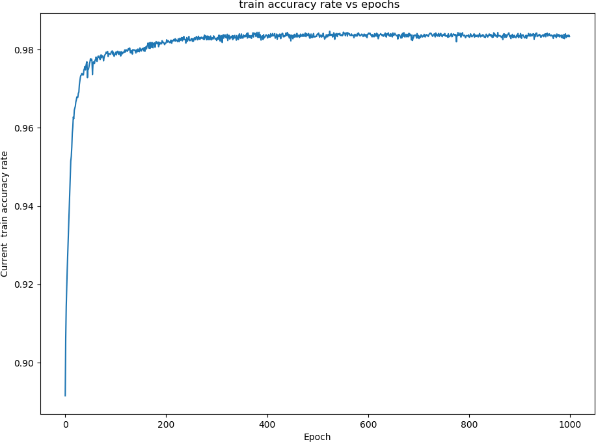 train accuracy rate vs epochs
0.98
0.96
0.94
0.92
0.90
Current train accuracy rate
0 200 400 600 800 1000
Epoch